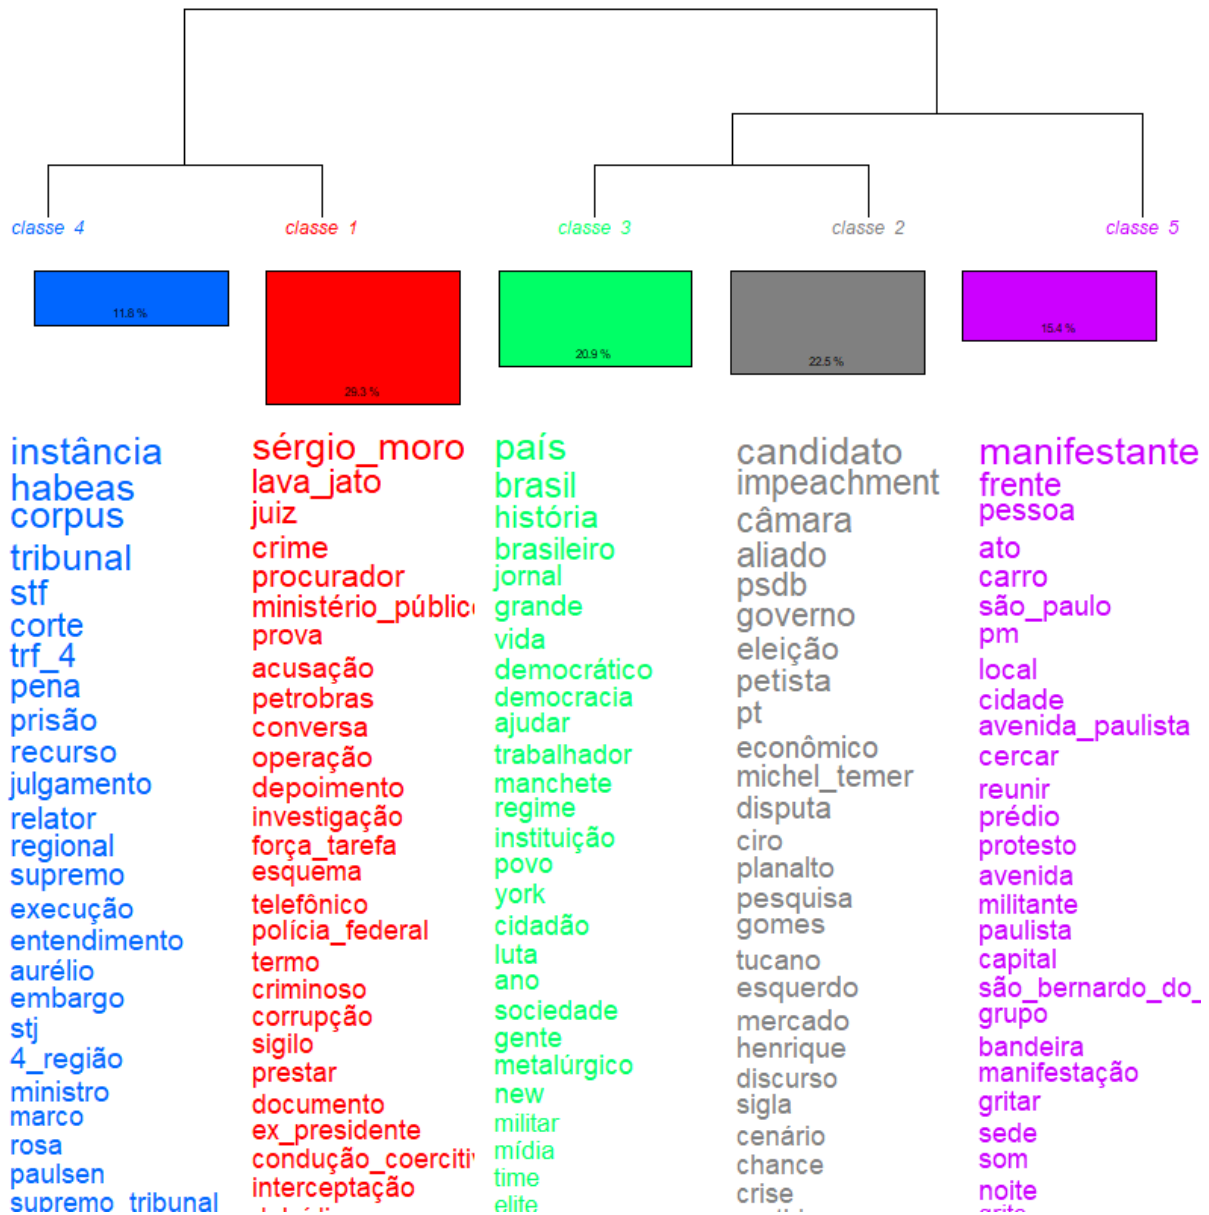 classe 4
classe 1
classe 3
classe 2
classe 5
11.8 %
29.3 %
20.9 %
22.5 %
15.4 %
instância
habeas
corpus
tribunal
stf
corte
trf_4
pena
prisão
recurso
julgamento
relator
regional
supremo
execução
entendimento
aurélio
embargo
stj
4_região
ministro
marco
rosa
paulsen
supremo_tribunal
sérgio_moro
lava_jato
juiz
crime
procurador
ministério_públic
prova
acusação
petrobras
conversa
operação
depoimento
investigação
força_tarefa
esquema
telefônico
polícia_federal
termo
criminoso
corrupção
sigilo
prestar
documento
ex_presidente
condução_coerciti
interceptação
país
brasil
história
brasileiro
jornal
grande
vida
democrático
democracia
ajudar
trabalhador
manchete
regime
instituição
povo
york
cidadão
luta
ano
sociedade
gente
metalúrgico
new
militar
mídia
time
elite
candidato
impeachment
câmara
aliado
psdb
governo
eleição
petista
pt
econômico
michel_temer
disputa
ciro
planalto
pesquisa
gomes
tucano
esquerdo
mercado
henrique
discurso
sigla
cenário
chance
crise
manifestante
frente
pessoa
ato
carro
são_paulo
pm
local
cidade
avenida_paulista
cercar
reunir
prédio
protesto
avenida
militante
paulista
capital
são_bernardo_do_
grupo
bandeira
manifestação
gritar
sede
som
noite